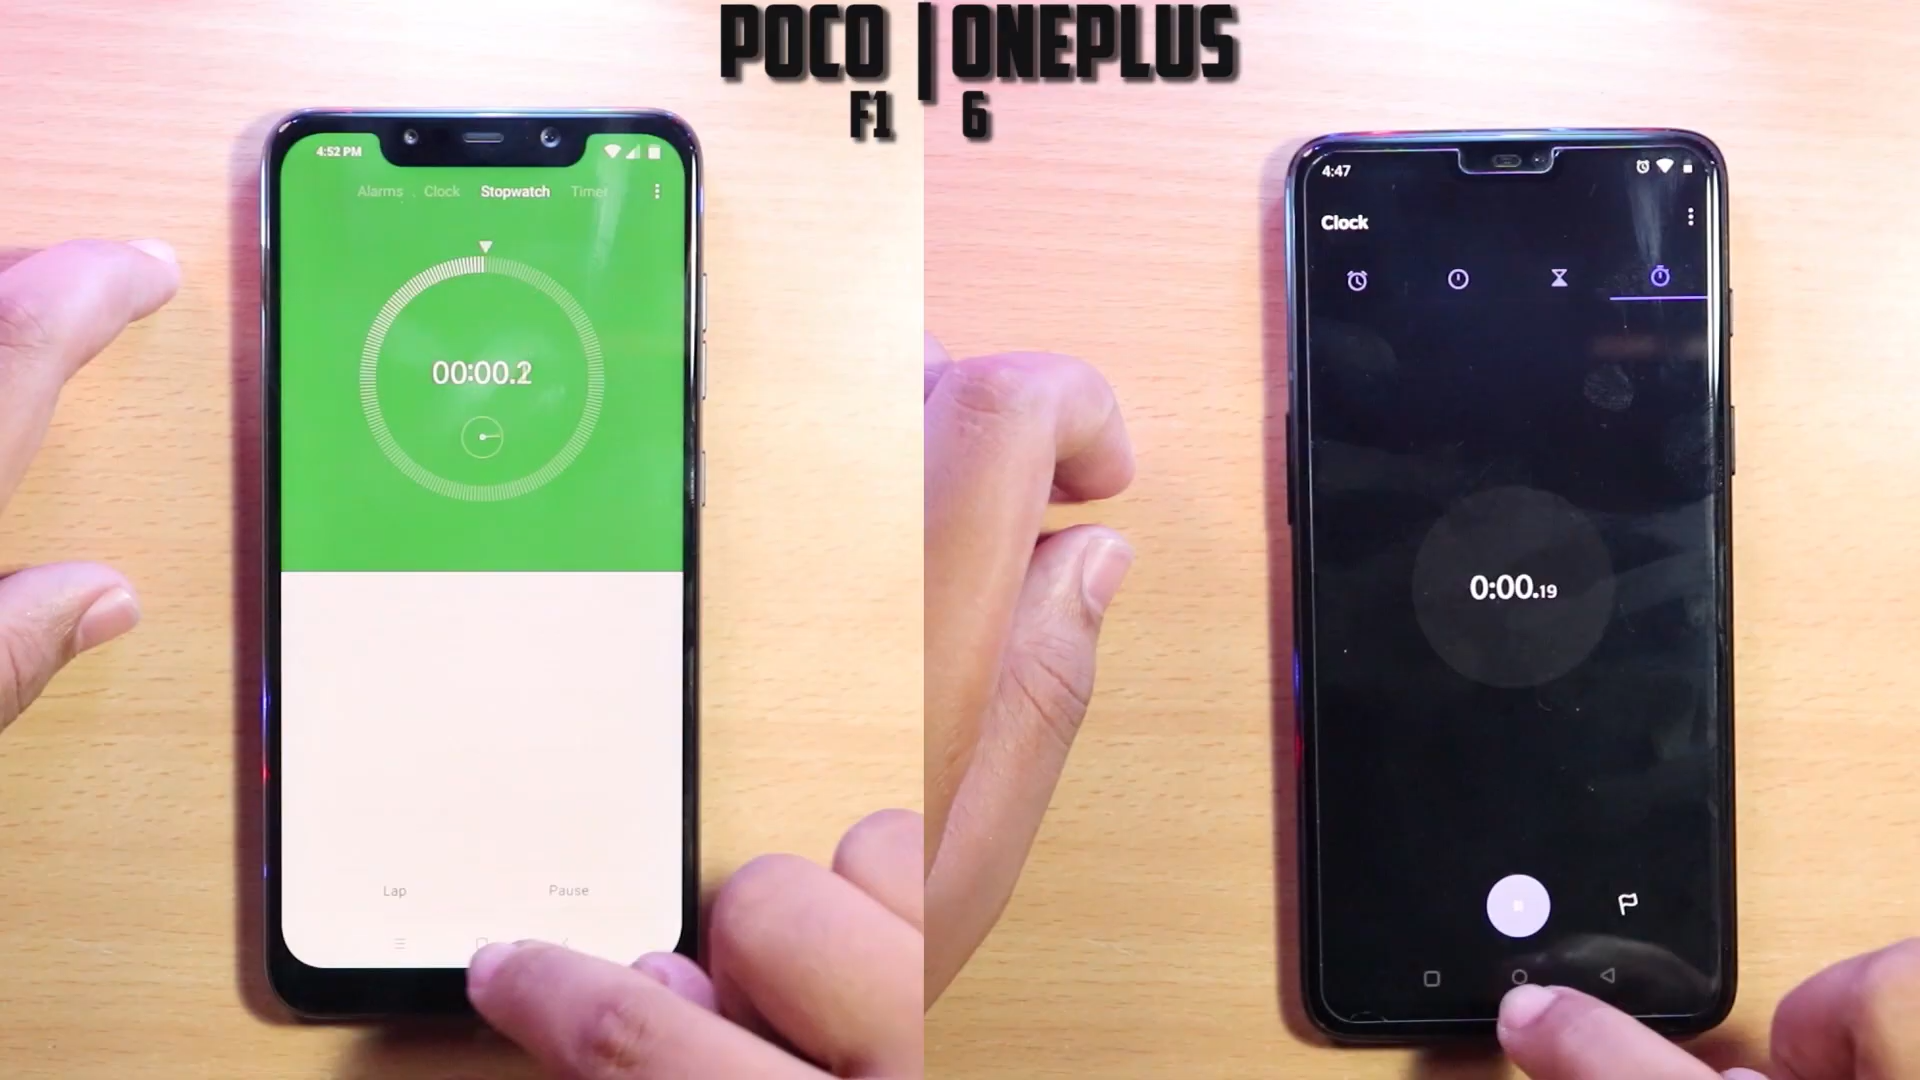 POCO | ONEPLUS
F1 6
4:52 PM
Alarms Clock Stopwatch Timer
00:00.2
Lap Pause
4:47
Clock
0:00.19